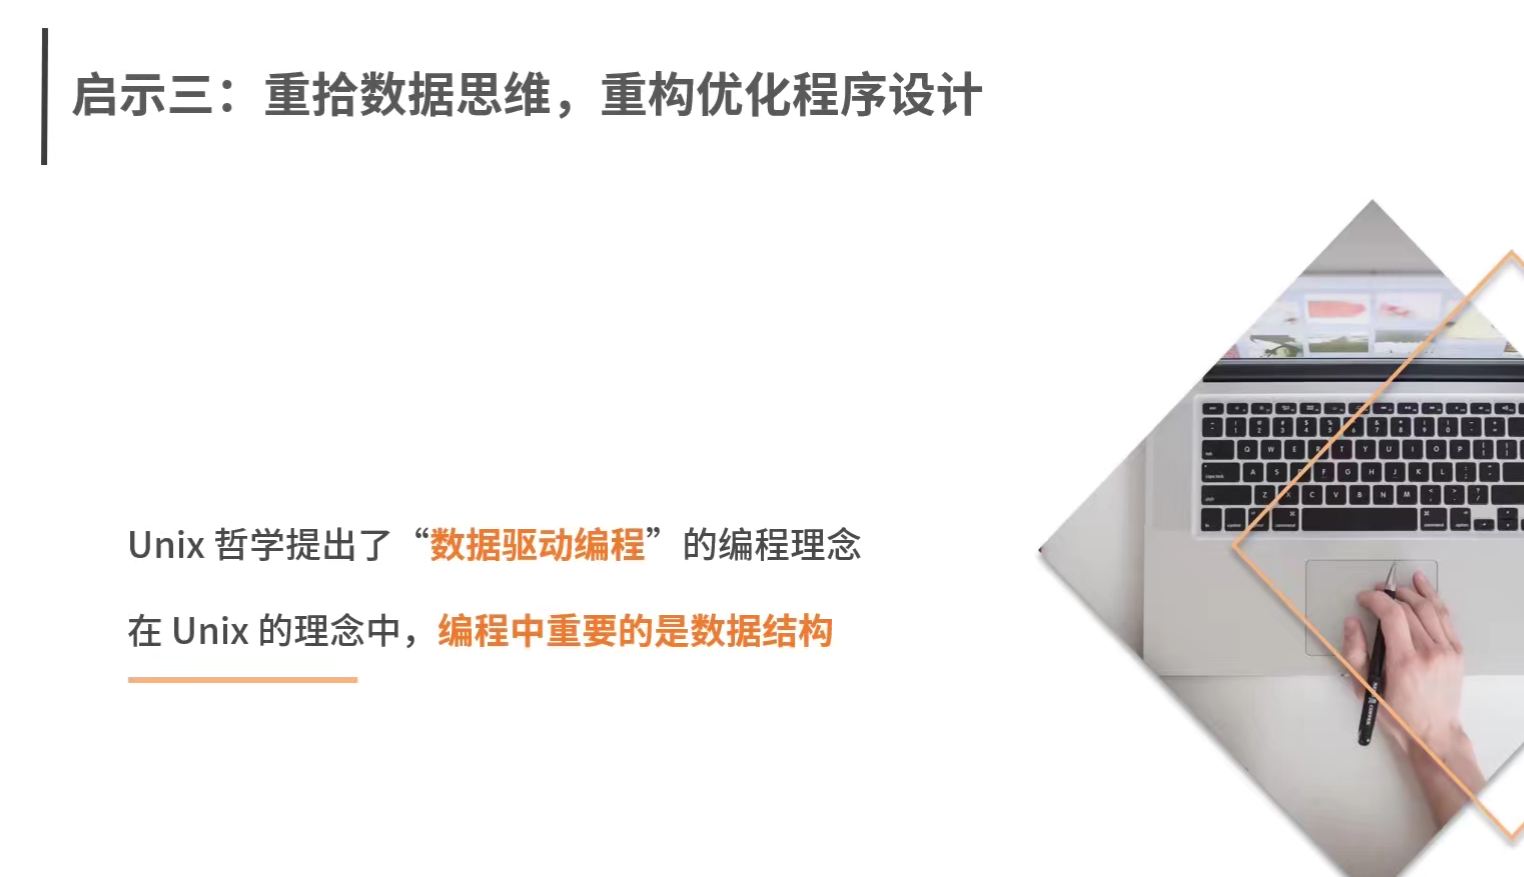 启示三：重拾数据思维，重构优化程序设计
Unix 哲学提出了“数据驱动编程”的编程理念
在 Unix 的理念中，编程中重要的是数据结构